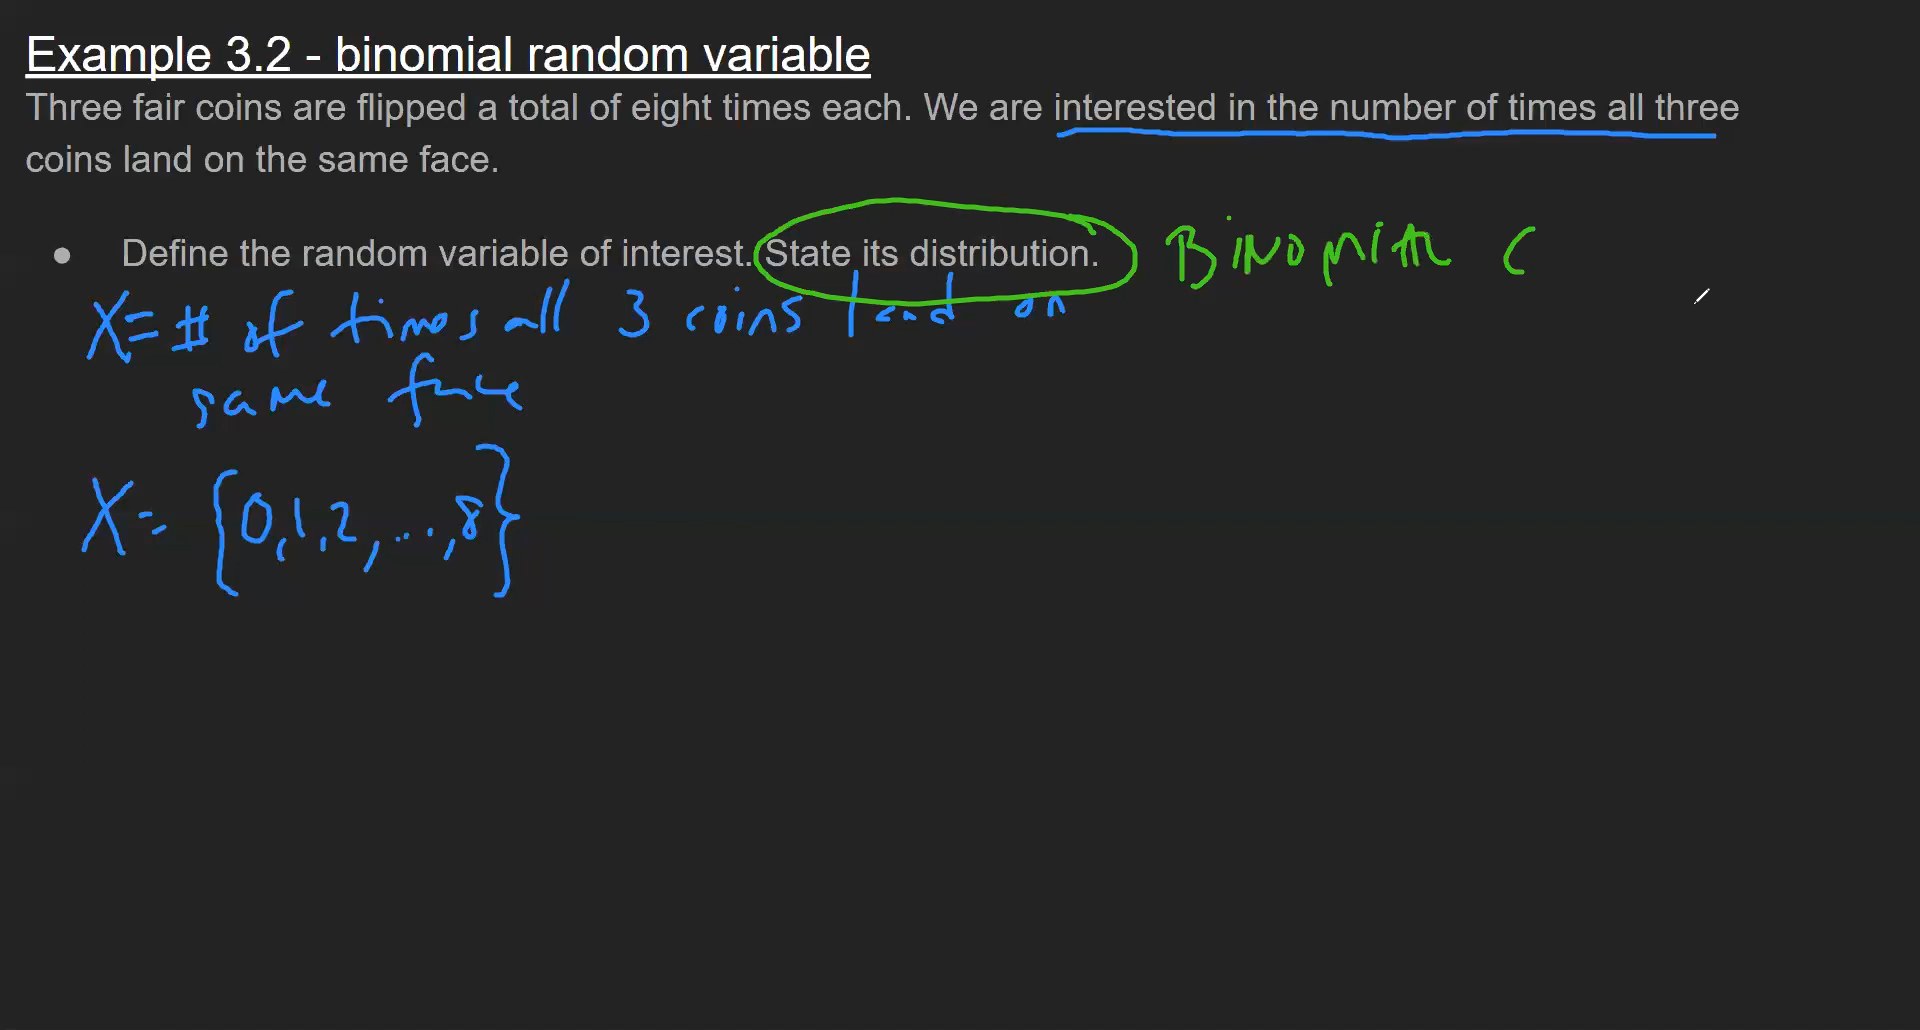 Example 3.2 - binomial random variable
Three fair coins are flipped a total of eight times each. We are interested in the number of times all three
coins land on the same face.
● Define the random variable of interest. State its distribution. Binomial (
X = # of times all 3 coins land on
same face
X = {0,1,2,...,8}